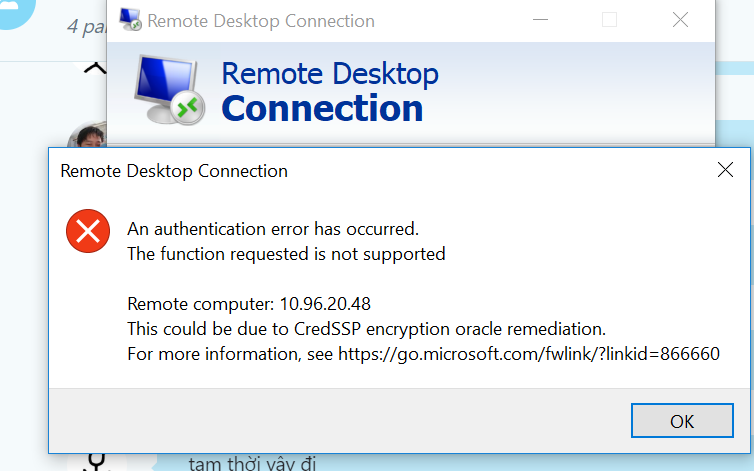 4 pa
Remote Desktop Connection
Remote Desktop
Connection
Remote Desktop Connection
An authentication error has occurred.
The function requested is not supported
Remote computer: 10.96.20.48
This could be due to CredSSP encryption oracle remediation.
For more information, see https://go.microsoft.com/fwlink/?linkid=866660
OK
tam thời vậy đi